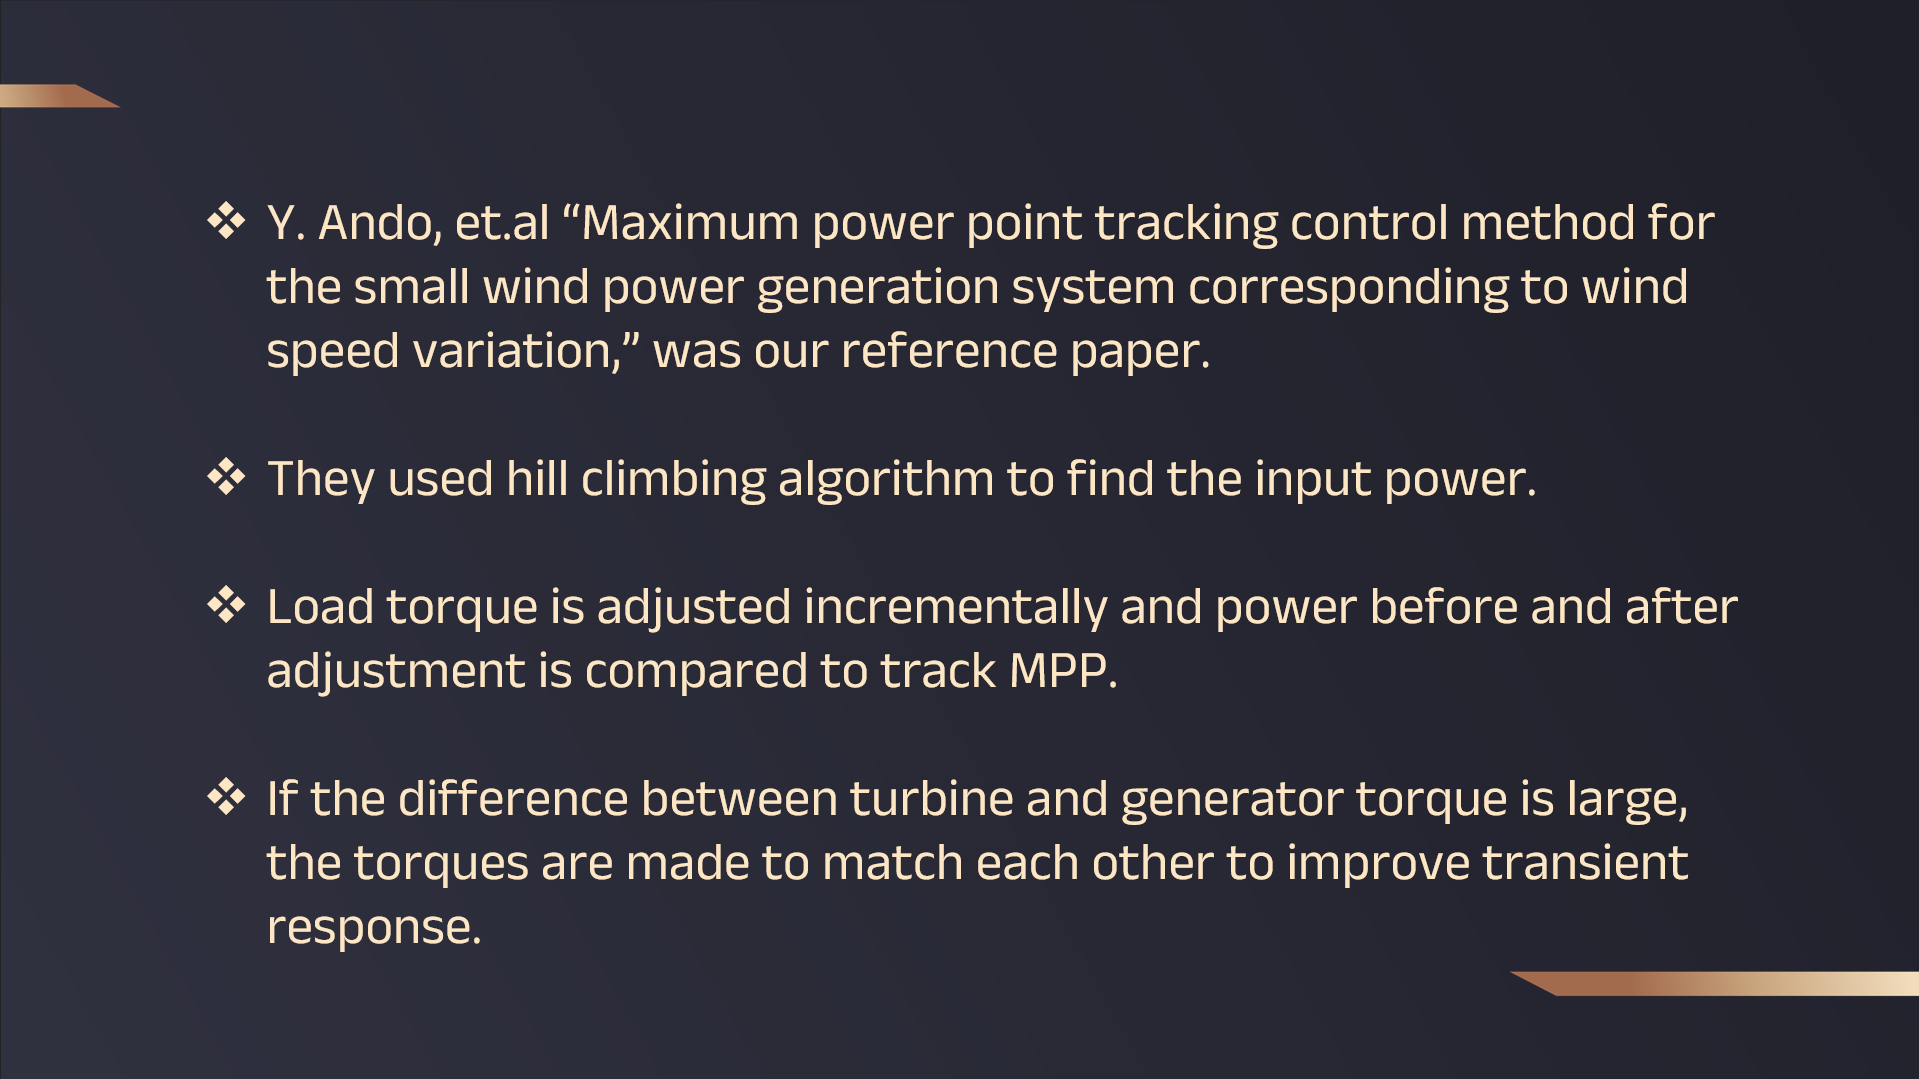 ❖ Y. Ando, et.al “Maximum power point tracking control method for
the small wind power generation system corresponding to wind
speed variation,” was our reference paper.
❖ They used hill climbing algorithm to find the input power.
❖ Load torque is adjusted incrementally and power before and after
adjustment is compared to track MPP.
❖ If the difference between turbine and generator torque is large,
the torques are made to match each other to improve transient
response.